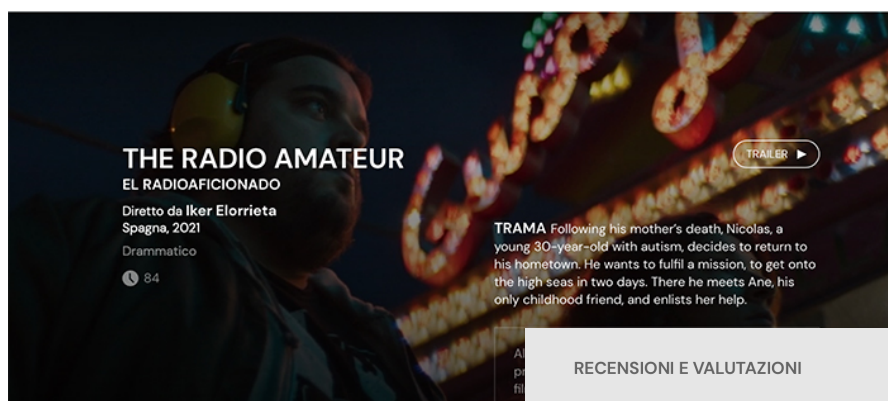 THE RADIO AMATEUR
EL RADIOAFICIONADO
Diretto da Iker Elorrieta
Spagna, 2021
Drammatico
84
TRAILER
TRAMA Following his mother's death, Nicolas, a
young 30-year-old with autism, decides to return to
his hometown. He wants to fulfil a mission, to get onto
the high seas in two days. There he meets Ane, his
only childhood friend, and enlists her help.
RECENSIONI E VALUTAZIONI